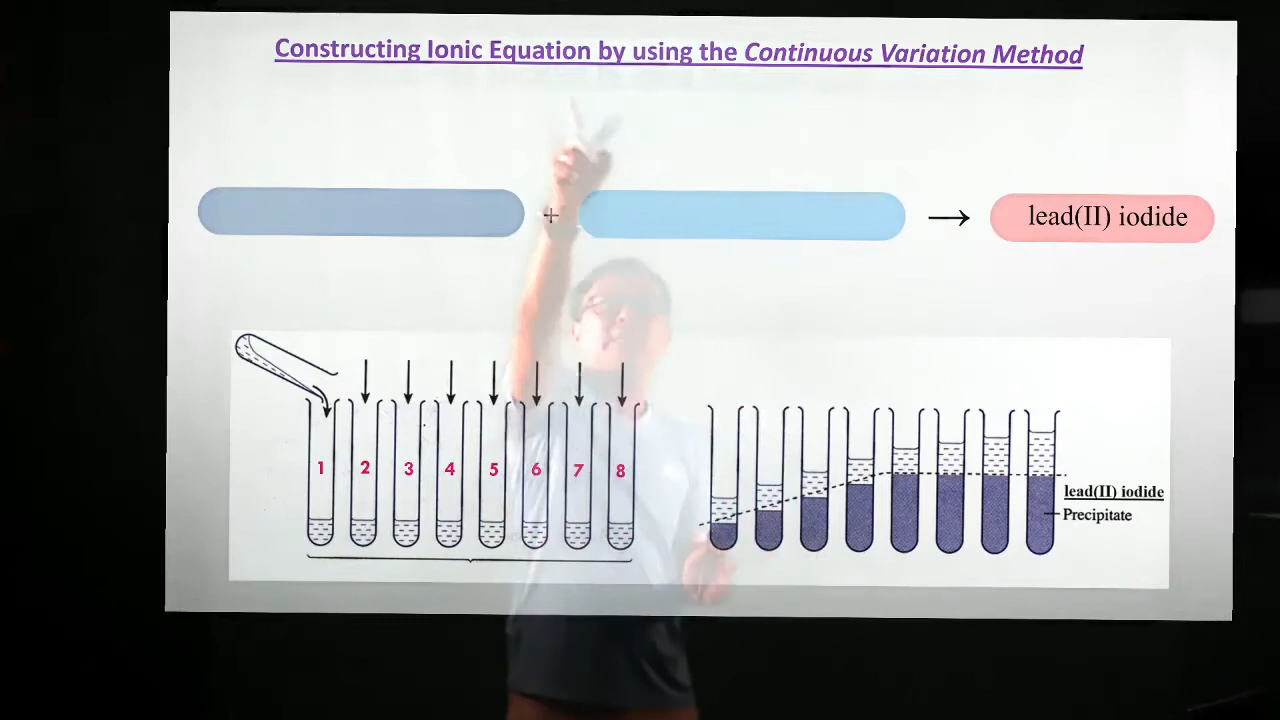 Constructing Ionic Equation by using the Continuous Variation Method
+ → lead(II) iodide
1 2 3 4 5 6 7 8
lead(II) iodide
Precipitate